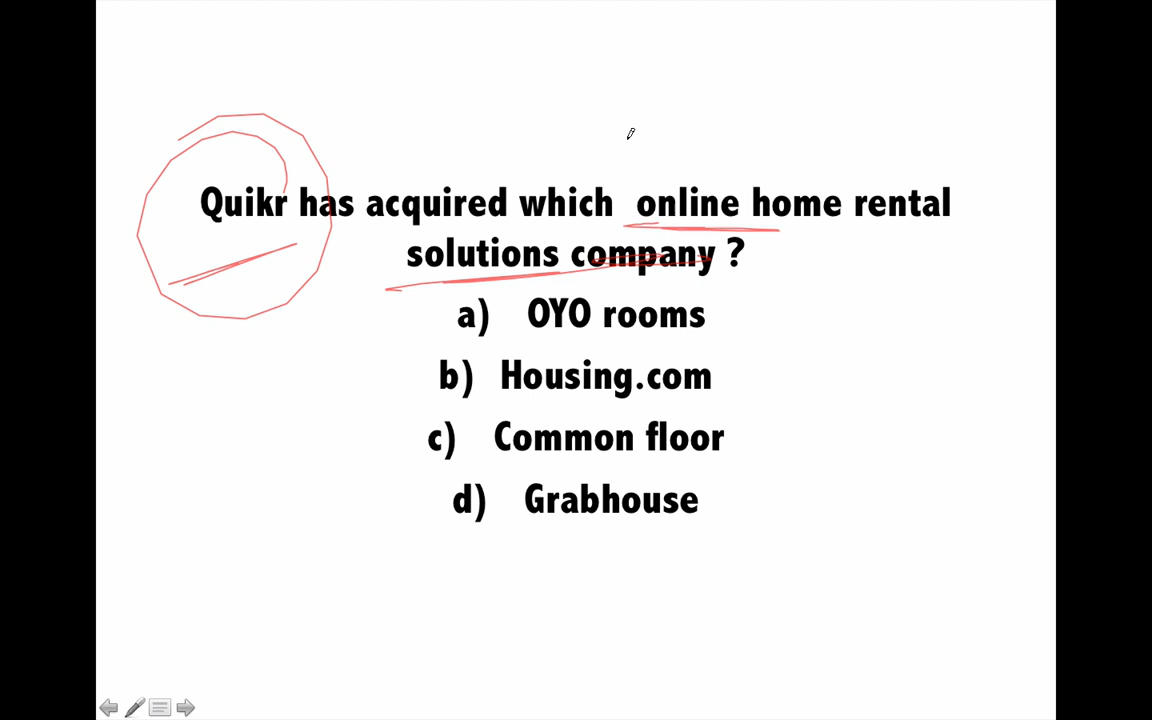 Quikr has acquired which online home rental
solutions company ?
a) OYO rooms
b) Housing.com
c) Common floor
d) Grabhouse